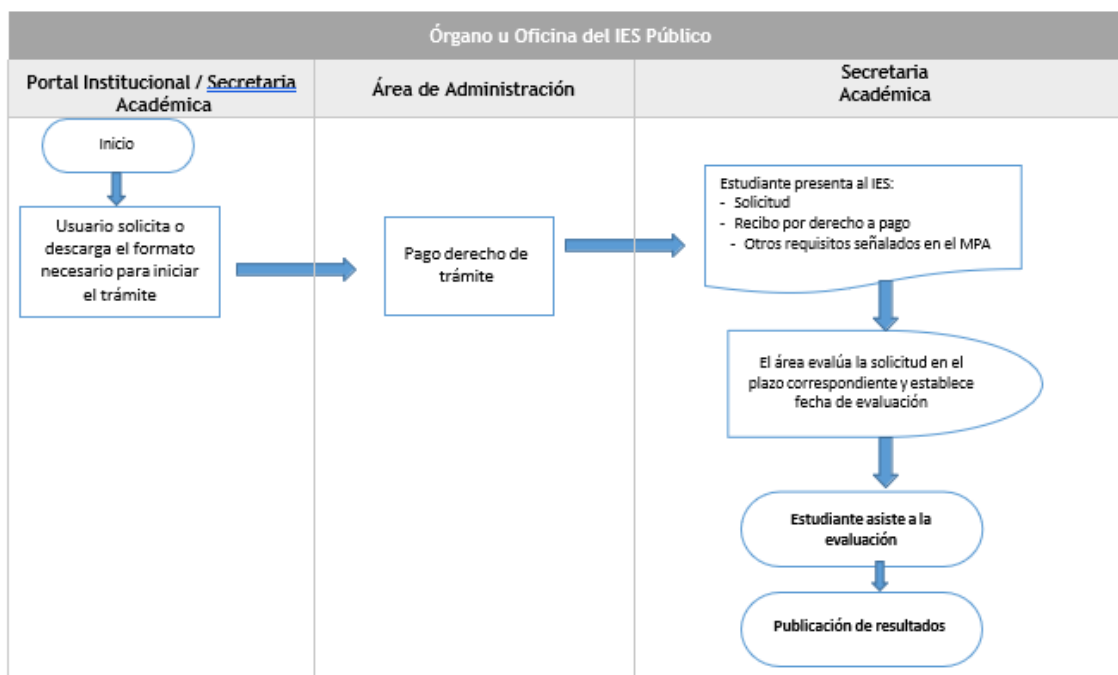 Órgano u Oficina del IES Público
Portal Institucional / Secretaria
Académica
Área de Administración
Secretaria
Académica
Inicio
Usuario solicita o
descarga el formato
necesario para iniciar
el trámite
Pago derecho de
trámite
Estudiante presenta al IES:
- Solicitud
- Recibo por derecho a pago
- Otros requisitos señalados en el MPA
El área evalúa la solicitud en el
plazo correspondiente y establece
fecha de evaluación
Estudiante asiste a la
evaluación
Publicación de resultados